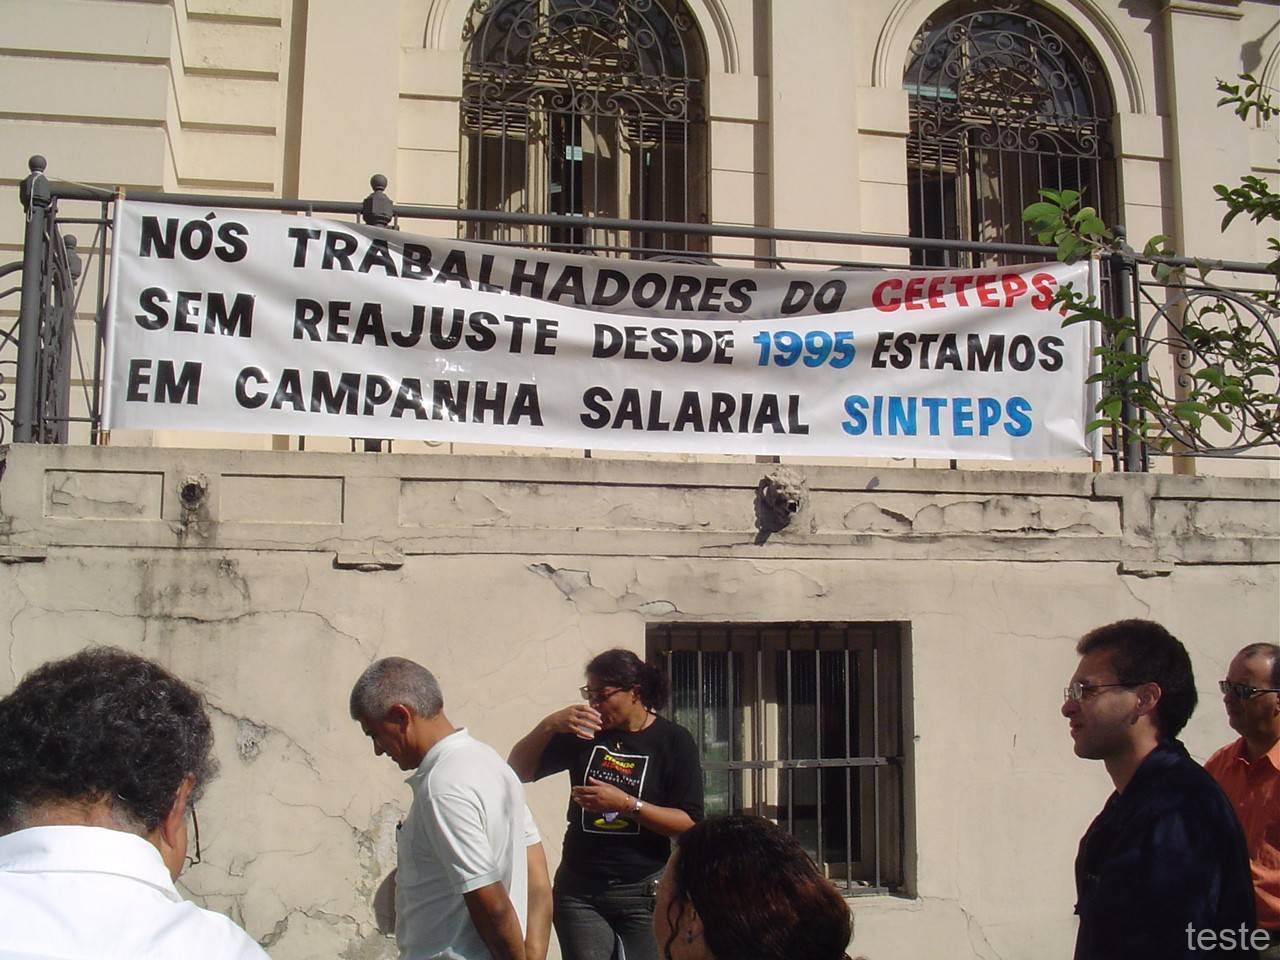 NÓS TRABALHADORES DO CEETEPS,
SEM REAJUSTE DESDE 1995 ESTAMOS
EM CAMPANHA SALARIAL SINTEPS
teste